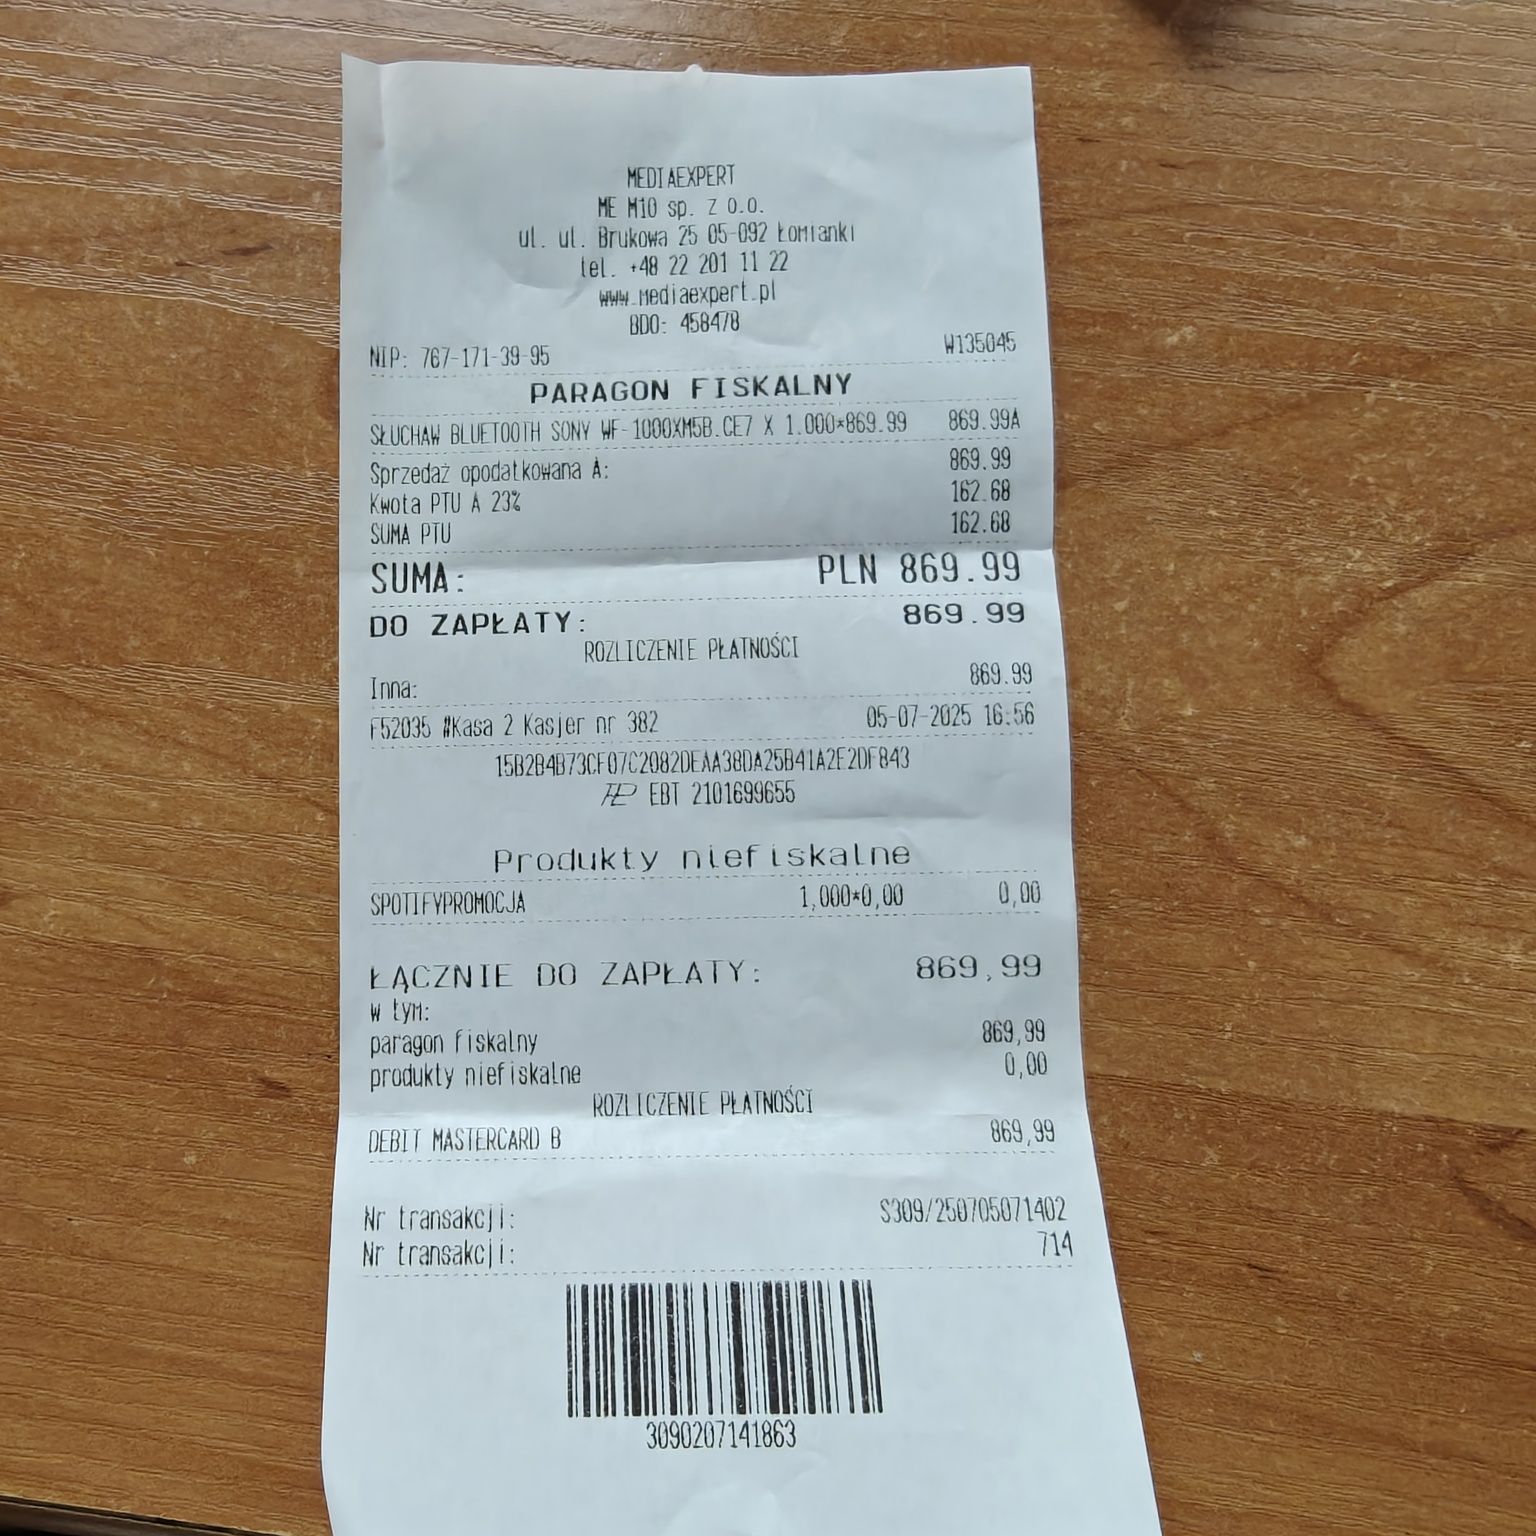 MEDIAEXPERT
ME M10 sp. z o.o.
ul. ul. Brukowa 25 05-092 Łomianki
tel. +48 22 201 11 22
www.mediaexpert.pl
BDO: 458478
NIP: 767-171-39-95 W135045
PARAGON FISKALNY
SŁUCHAW BLUETOOTH SONY WF-1000XM5B.CE7 X 1.000*869.99 869.99A
Sprzedaż opodatkowana A: 869.99
Kwota PTU A 23% 162.68
SUMA PTU 162.68
SUMA: PLN 869.99
DO ZAPŁATY: 869.99
ROZLICZENIE PŁATNOŚCI
Inna: 869.99
F52035 #Kasa 2 Kasjer nr 382 05-07-2025 16:56
15B2B4B73CF07C2082DEAA38DA25B41A2E2DF843
PL EBT 2101699655
Produkty niefiskalne
SPOTIFYPROMOCJA 1,000*0,00 0,00
ŁĄCZNIE DO ZAPŁATY: 869,99
w tym:
paragon fiskalny 869,99
produkty niefiskalne 0,00
ROZLICZENIE PŁATNOŚCI
DEBIT MASTERCARD B 869,99
Nr transakcji: S309/250705071402
Nr transakcji: 714
3090207141863